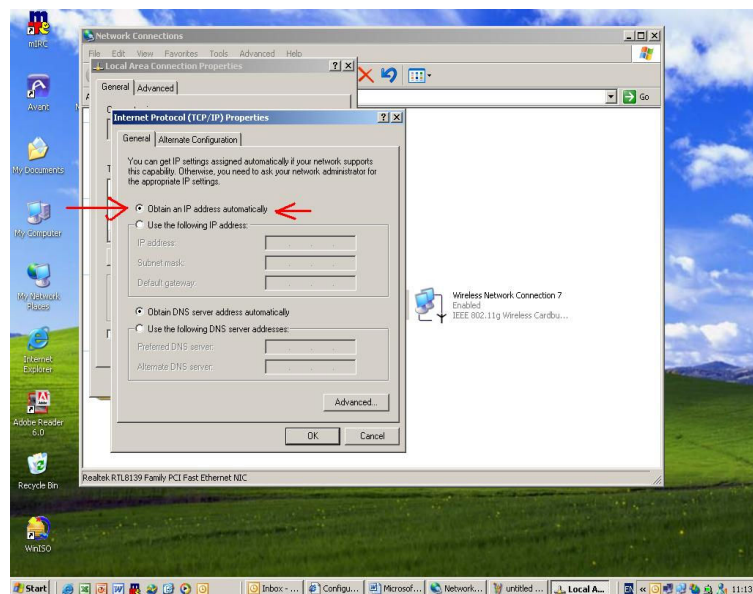 mIRC
Avant
My Documents
My Computer
My Network
Places
Internet
Explorer
Adobe Reader
6.0
Recycle Bin
WinISO
Network Connections
File Edit View Favorites Tools Advanced Help
Go
Local Area Connection Properties
General Advanced
Internet Protocol (TCP/IP) Properties
General Alternate Configuration
You can get IP settings assigned automatically if your network supports
this capability. Otherwise, you need to ask your network administrator for
the appropriate IP settings.
Obtain an IP address automatically
Use the following IP address:
IP address:
Subnet mask:
Default gateway:
Obtain DNS server address automatically
Use the following DNS server addresses:
Preferred DNS server:
Alternate DNS server:
Advanced...
OK Cancel
Wireless Network Connection 7
Enabled
IEEE 802.11g Wireless Cardbu...
Realtek RTL8139 Family PCI Fast Ethernet NIC
Start Inbox - ... Configu... Microsof... Network... untitled ... Local A... 11:13